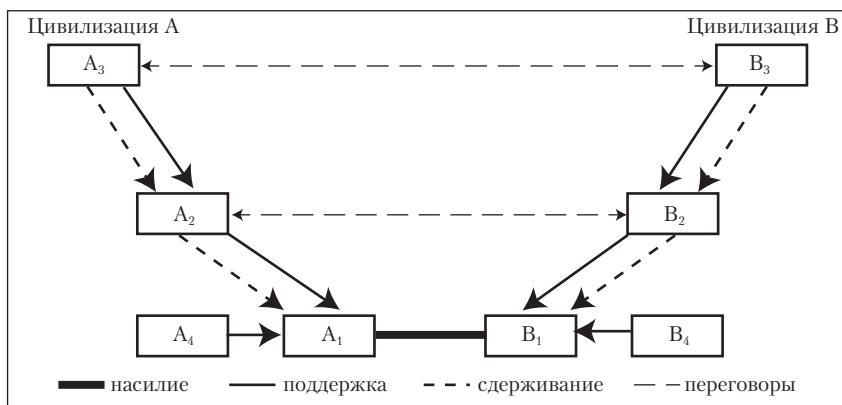 Цивилизация А Цивилизация В
А₃ В₃
А₂ В₂
А₄ А₁ В₁ В₄
насилие поддержка сдерживание переговоры